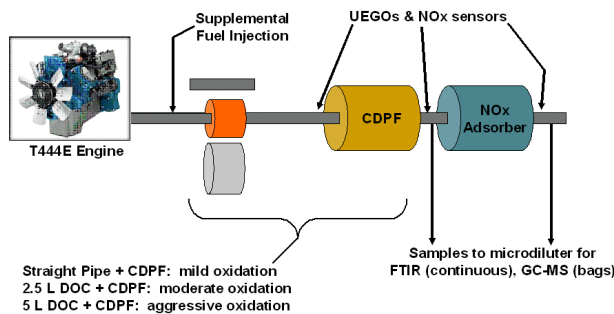 Supplemental
Fuel Injection
UEGOs & NOx sensors
T444E Engine
CDPF
NOx
Adsorber
Straight Pipe + CDPF: mild oxidation
2.5 L DOC + CDPF: moderate oxidation
5 L DOC + CDPF: aggressive oxidation
Samples to microdiluter for
FTIR (continuous), GC-MS (bags)